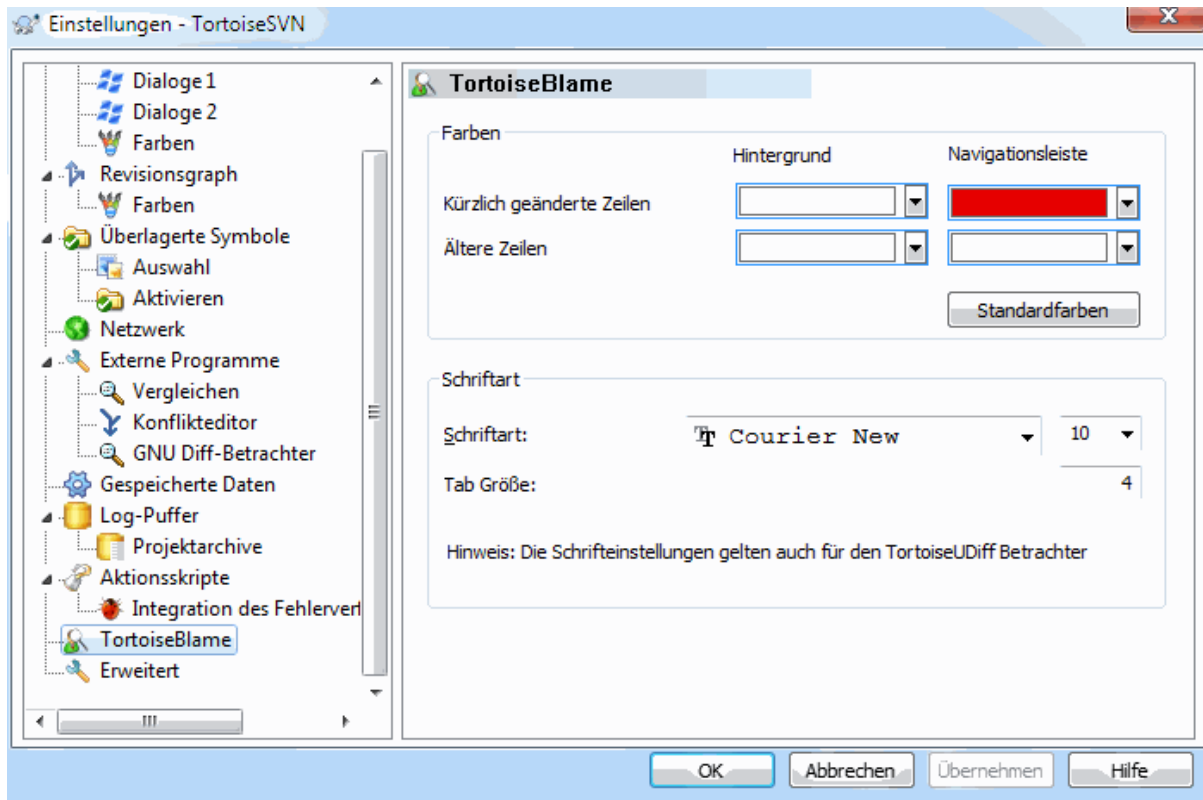 Einstellungen - TortoiseSVN
Dialoge 1
Dialoge 2
Farben
Revisionsgraph
Farben
Überlagerte Symbole
Auswahl
Aktivieren
Netzwerk
Externe Programme
Vergleichen
Konflikteditor
GNU Diff-Betrachter
Gespeicherte Daten
Log-Puffer
Projektarchive
Aktionsskripte
Integration des Fehlerverf
TortoiseBlame
Erweitert
TortoiseBlame
Farben
Hintergrund Navigationsleiste
Kürzlich geänderte Zeilen
Ältere Zeilen
Standardfarben
Schriftart
Schriftart: Courier New 10
Tab Größe: 4
Hinweis: Die Schrifteinstellungen gelten auch für den TortoiseUDiff Betrachter
OK Abbrechen Übernehmen Hilfe